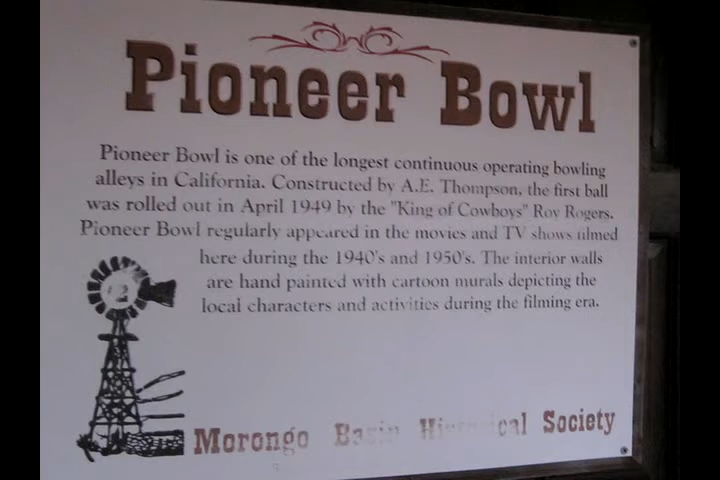 Pioneer Bowl
Pioneer Bowl is one of the longest continuous operating bowling
alleys in California. Constructed by A.E. Thompson, the first ball
was rolled out in April 1949 by the "King of Cowboys" Roy Rogers.
Pioneer Bowl regularly appeared in the movies and TV shows filmed
here during the 1940's and 1950's. The interior walls
are hand painted with cartoon murals depicting the
local characters and activities during the filming era.
2
Morongo Basin Historical Society